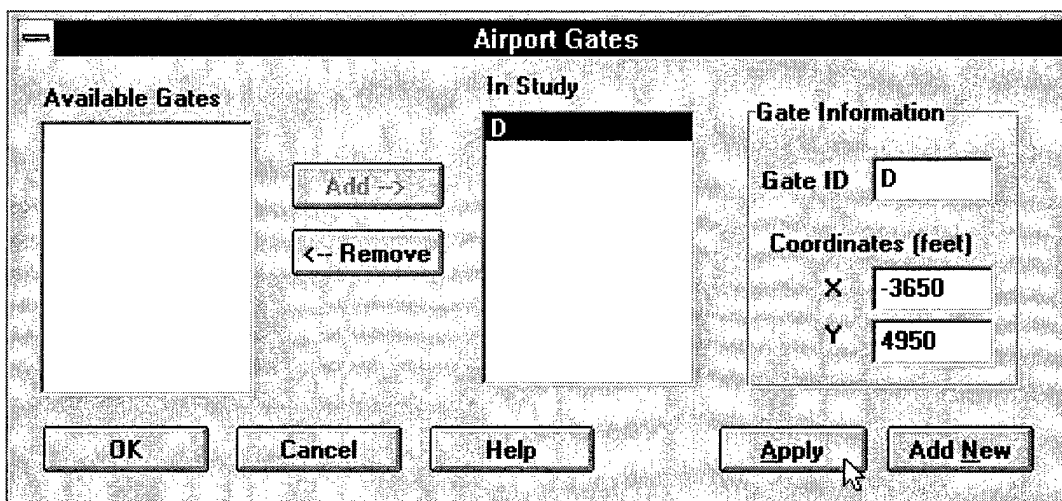 Airport Gates
Available Gates
Add -->
<-- Remove
In Study
D
Gate Information
Gate ID D
Coordinates (feet)
X -3650
Y 4950
OK Cancel Help Apply Add New